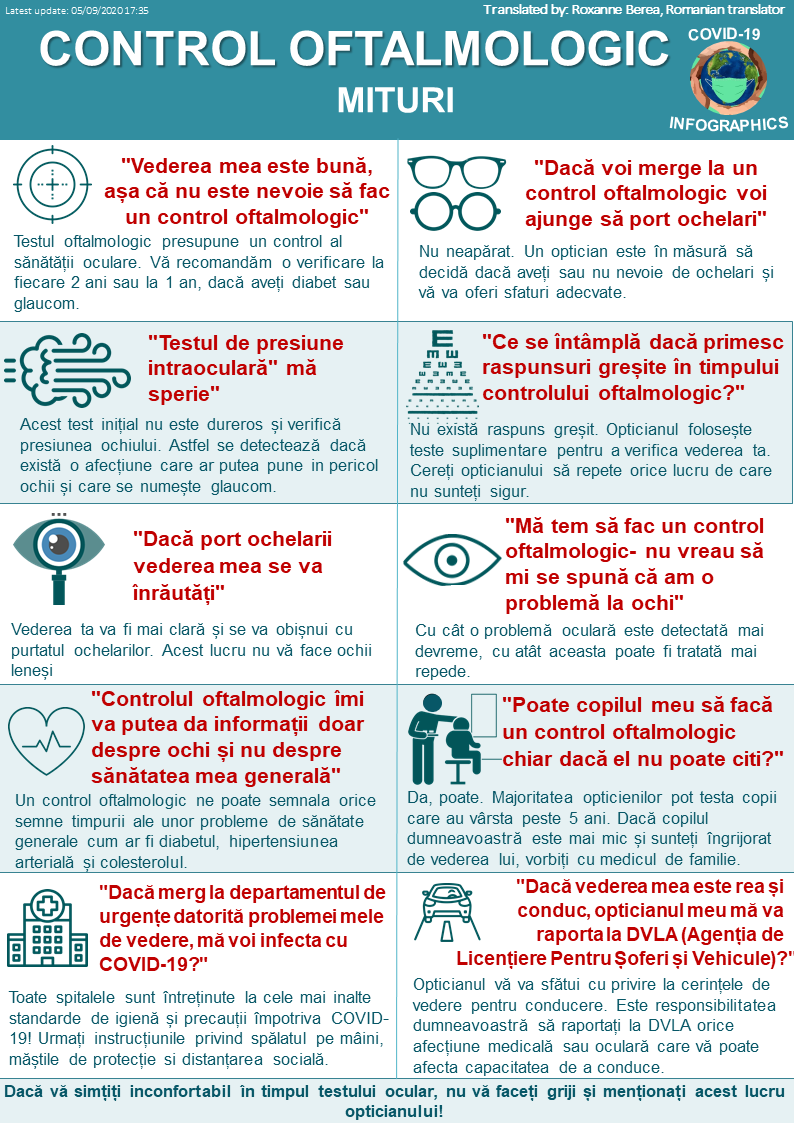 Latest update: 05/09/2020 17:35
Translated by: Roxanne Berea, Romanian translator
CONTROL OFTALMOLOGIC
MITURI
COVID-19
INFOGRAPHICS
"Vederea mea este bună,
așa că nu este nevoie să fac
un control oftalmologic"
Testul oftalmologic presupune un control al
sănătății oculare. Vă recomandăm o verificare la
fiecare 2 ani sau la 1 an, dacă aveți diabet sau
glaucom.
"Dacă voi merge la un
control oftalmologic voi
ajunge să port ochelari"
Nu neapărat. Un optician este în măsură să
decidă dacă aveți sau nu nevoie de ochelari și
vă va oferi sfaturi adecvate.
"Testul de presiune
intraoculară" mă
sperie"
Acest test inițial nu este dureros și verifică
presiunea ochiului. Astfel se detectează dacă
există o afecțiune care ar putea pune in pericol
ochii și care se numește glaucom.
"Ce se întâmplă dacă primesc
raspunsuri greșite în timpului
controlului oftalmologic?"
Nu există raspuns greșit. Opticianul folosește
teste suplimentare pentru a verifica vederea ta.
Cereți opticianului să repete orice lucru de care
nu sunteți sigur.
"Dacă port ochelarii
vederea mea se va
înrăutăți"
Vederea ta va fi mai clară și se va obișnui cu
purtatul ochelarilor. Acest lucru nu vă face ochii
leneși
"Mă tem să fac un control
oftalmologic- nu vreau să
mi se spună că am o
problemă la ochi"
Cu cât o problemă oculară este detectată mai
devreme, cu atât aceasta poate fi tratată mai
repede.
"Controlul oftalmologic îmi
va putea da informații doar
despre ochi și nu despre
sănătatea mea generală"
Un control oftalmologic ne poate semnala orice
semne timpurii ale unor probleme de sănătate
generale cum ar fi diabetul, hipertensiunea
arterială și colesterolul.
"Poate copilul meu să facă
un control oftalmologic
chiar dacă el nu poate citi?"
Da, poate. Majoritatea opticienilor pot testa copii
care au vârsta peste 5 ani. Dacă copilul
dumneavoastră este mai mic și sunteți îngrijorat
de vederea lui, vorbiți cu medicul de familie.
"Dacă merg la departamentul de
urgențe datorită problemei mele
de vedere, mă voi infecta cu
COVID-19?"
Toate spitalele sunt întreținute la cele mai inalte
standarde de igienă și precauții împotriva COVID-
19! Urmați instrucțiunile privind spălatul pe mâini,
măștile de protecție si distanțarea socială.
"Dacă vederea mea este rea și
conduc, opticianul meu mă va
raporta la DVLA (Agenția de
Licențiere Pentru Șoferi și Vehicule)?"
Opticianul vă va sfătui cu privire la cerințele de
vedere pentru conducere. Este responsibilitatea
dumneavoastră să raportați la DVLA orice
afecțiune medicală sau oculară care vă poate
afecta capacitatea de a conduce.
Dacă vă simțiți inconfortabil în timpul testului ocular, nu vă faceți griji și menționați acest lucru
opticianului!